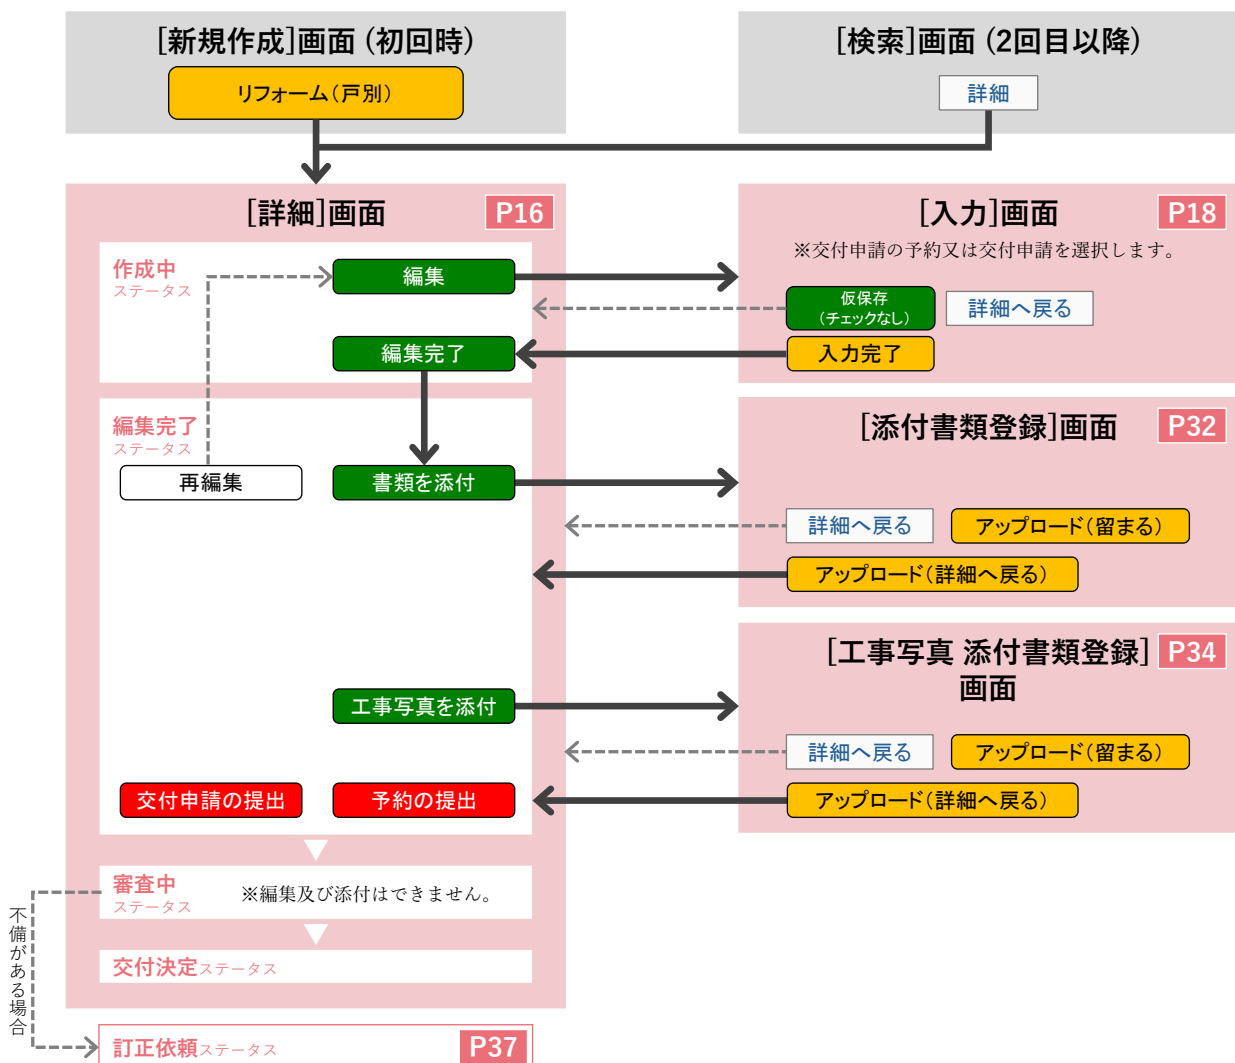 [新規作成]画面 (初回時)
リフォーム(戸別)
[検索]画面 (2回目以降)
詳細
[詳細]画面
P16
作成中
ステータス
編集
編集完了
編集完了
ステータス
再編集
書類を添付
工事写真を添付
交付申請の提出
予約の提出
審査中
ステータス
※編集及び添付はできません。
交付決定ステータス
不備がある場合
訂正依頼ステータス
P37
[入力]画面
P18
※交付申請の予約又は交付申請を選択します。
仮保存
(チェックなし)
詳細へ戻る
入力完了
[添付書類登録]画面
P32
詳細へ戻る
アップロード(留まる)
アップロード(詳細へ戻る)
[工事写真 添付書類登録]
画面
P34
詳細へ戻る
アップロード(留まる)
アップロード(詳細へ戻る)